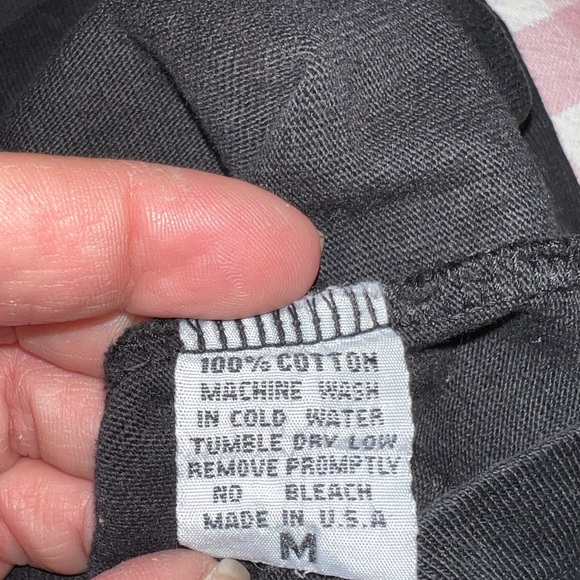 100% COTTON
MACHINE WASH
IN COLD WATER
TUMBLE DRY LOW
REMOVE PROMPTLY
NO BLEACH
MADE IN U.S.A
M